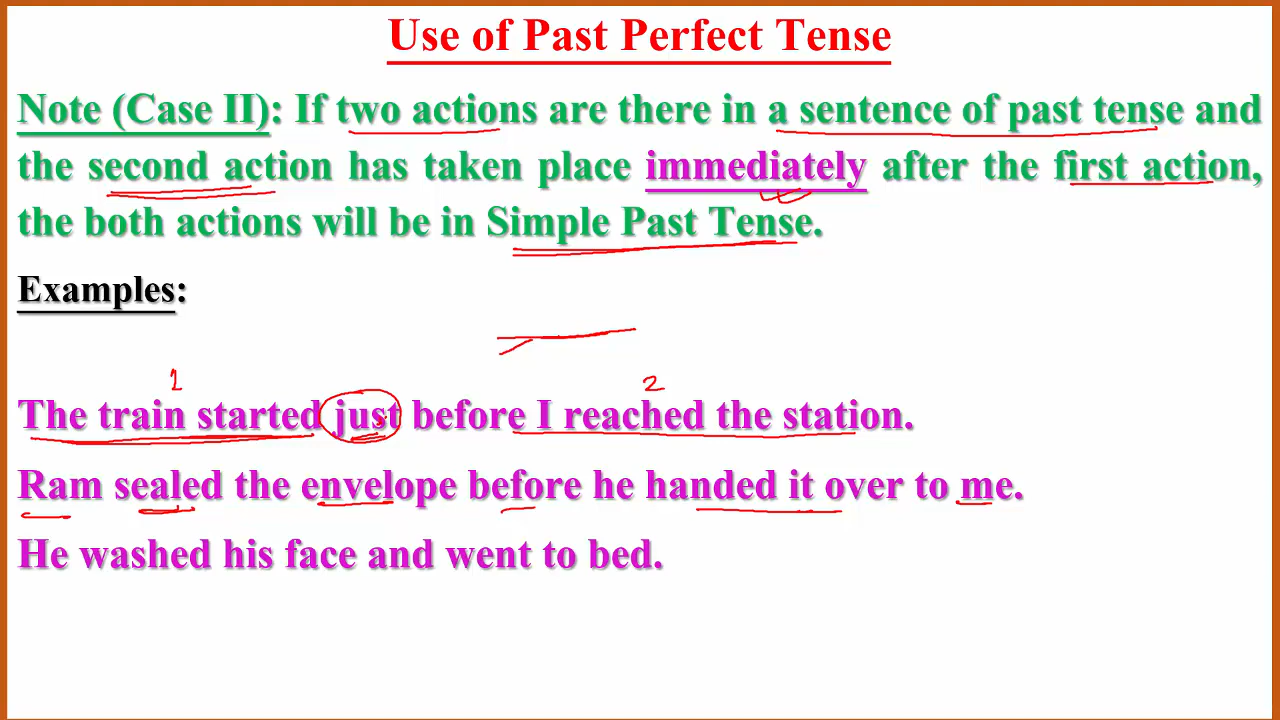 Use of Past Perfect Tense
Note (Case II): If two actions are there in a sentence of past tense and
the second action has taken place immediately after the first action,
the both actions will be in Simple Past Tense.
Examples:
1 2
The train started just before I reached the station.
Ram sealed the envelope before he handed it over to me.
He washed his face and went to bed.